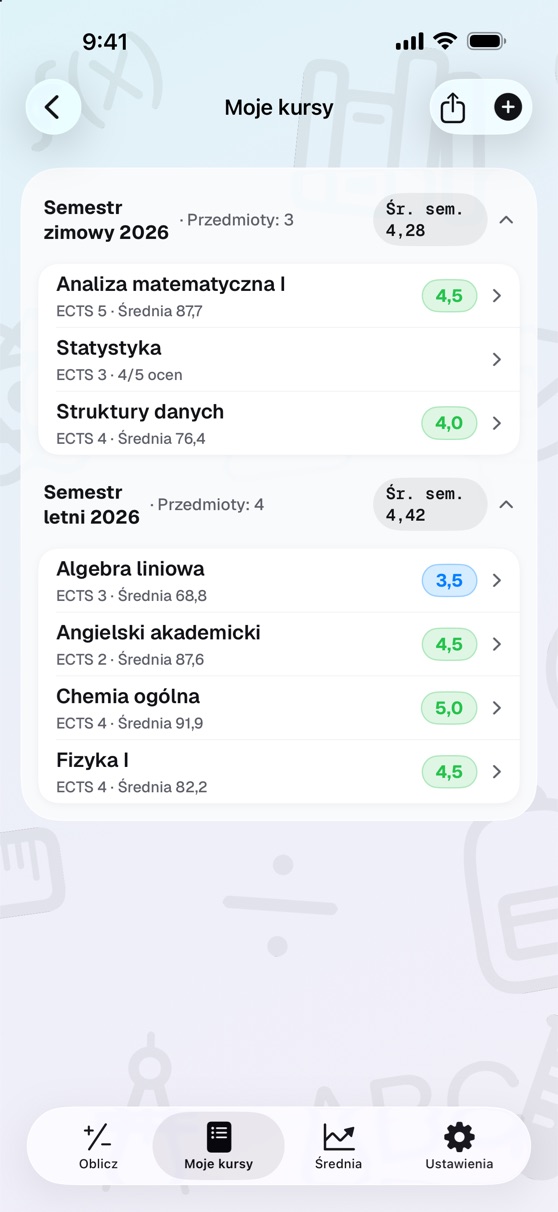 9:41
Moje kursy
Semestr
zimowy 2026
· Przedmioty: 3
Śr. sem.
4,28
Analiza matematyczna I
ECTS 5 · Średnia 87,7
4,5
Statystyka
ECTS 3 · 4/5 ocen
Struktury danych
ECTS 4 · Średnia 76,4
4,0
Semestr
letni 2026
· Przedmioty: 4
Śr. sem.
4,42
Algebra liniowa
ECTS 3 · Średnia 68,8
3,5
Angielski akademicki
ECTS 2 · Średnia 87,6
4,5
Chemia ogólna
ECTS 4 · Średnia 91,9
5,0
Fizyka I
ECTS 4 · Średnia 82,2
4,5
Oblicz
Moje kursy
Średnia
Ustawienia